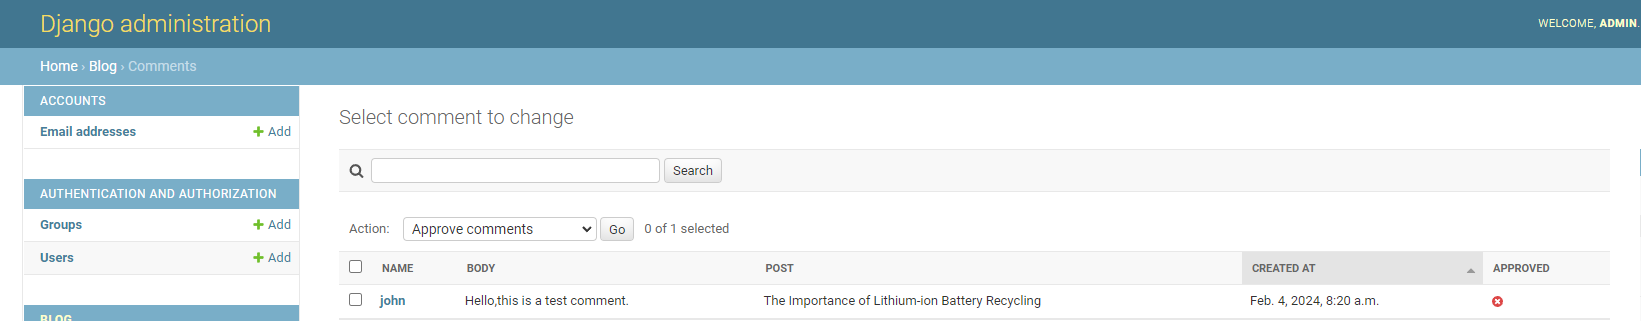 Django administration
WELCOME, ADMIN.
Home › Blog › Comments
ACCOUNTS
Email addresses + Add
AUTHENTICATION AND AUTHORIZATION
Groups + Add
Users + Add
BLOG
Select comment to change
Search
Action: Approve comments Go 0 of 1 selected
NAME BODY POST CREATED AT APPROVED
john Hello,this is a test comment. The Importance of Lithium-ion Battery Recycling Feb. 4, 2024, 8:20 a.m.